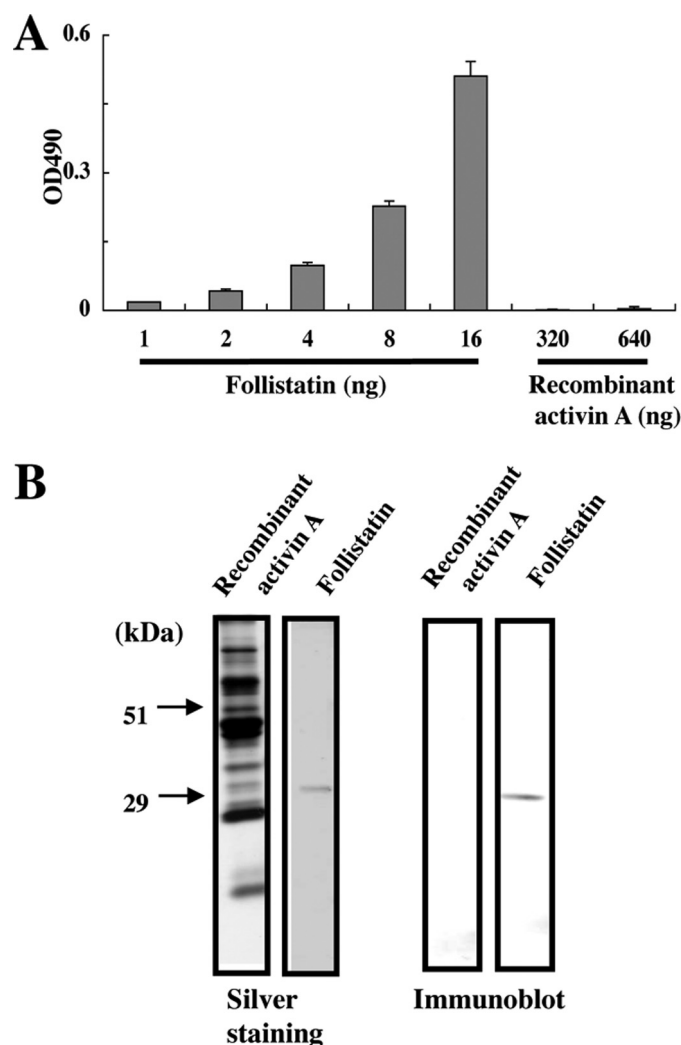 A
0.6
0.3
0
OD490
1 2 4 8 16 320 640
Follistatin (ng)
Recombinant
activin A (ng)
B
Recombinant
activin A
Follistatin
Recombinant
activin A
Follistatin
(kDa)
51
29
Silver
staining
Immunoblot